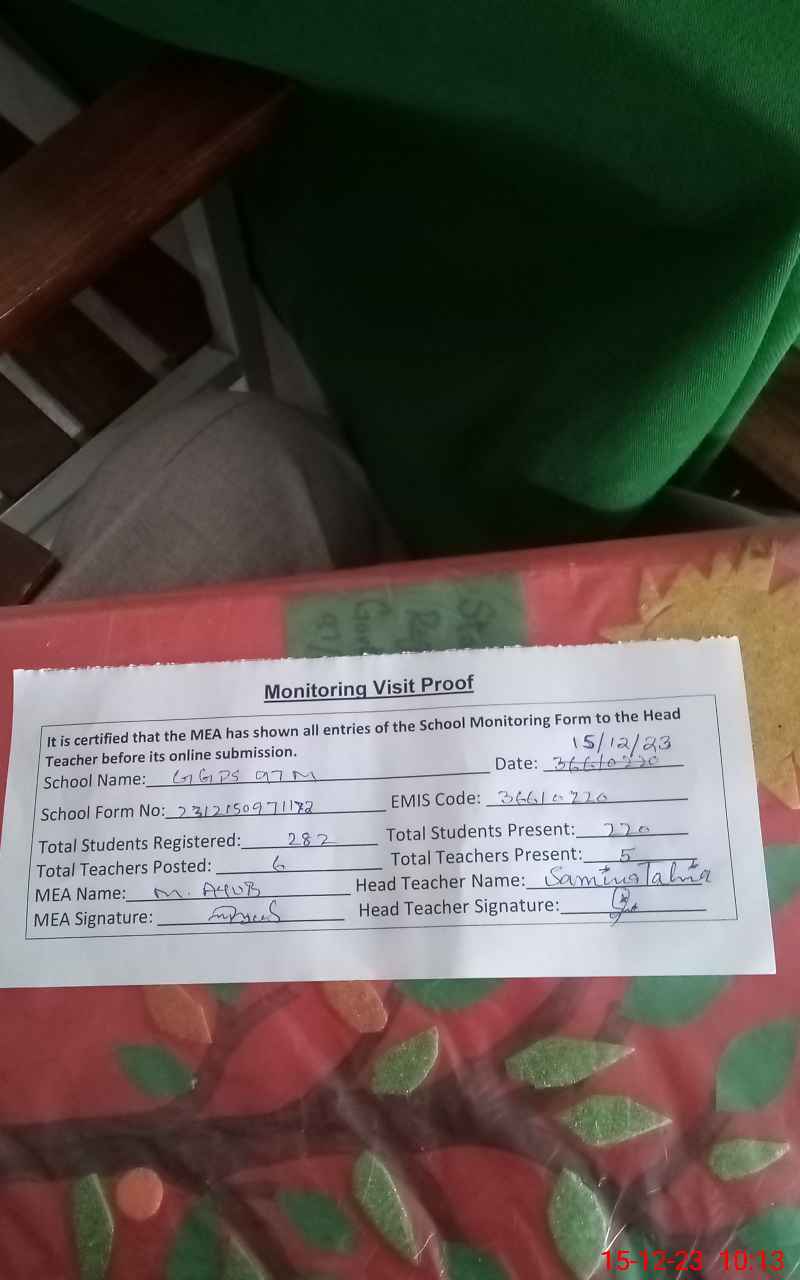 Monitoring Visit Proof
It is certified that the MEA has shown all entries of the School Monitoring Form to the Head
Teacher before its online submission.
15/12/23
School Name: GGPS 97 M Date: 36610220
School Form No: EMIS Code: 36610220
Total Students Registered: 282 Total Students Present: 220
Total Teachers Posted: 6 Total Teachers Present: 5
MEA Name: M. AYUB Head Teacher Name: Samina Tahir
MEA Signature: Head Teacher Signature:
15-12-23 10:13